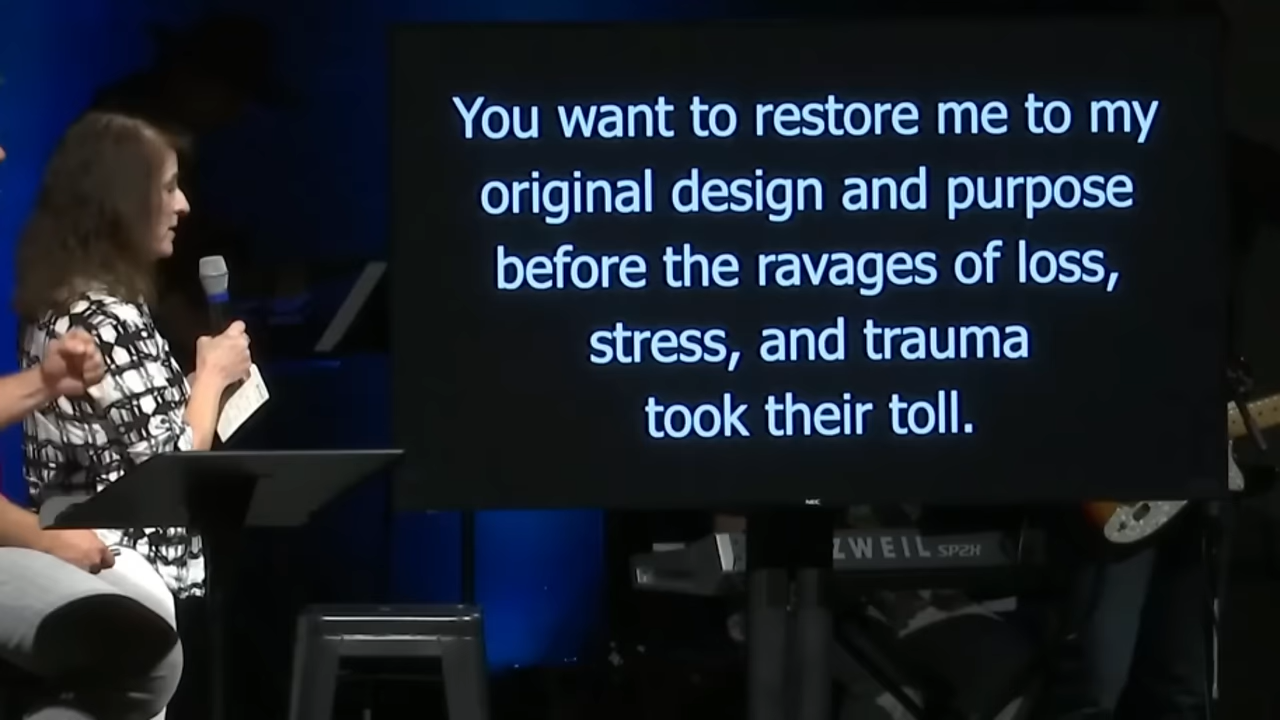 You want to restore me to my
original design and purpose
before the ravages of loss,
stress, and trauma
took their toll.
NEC
ZWEIL SP2X